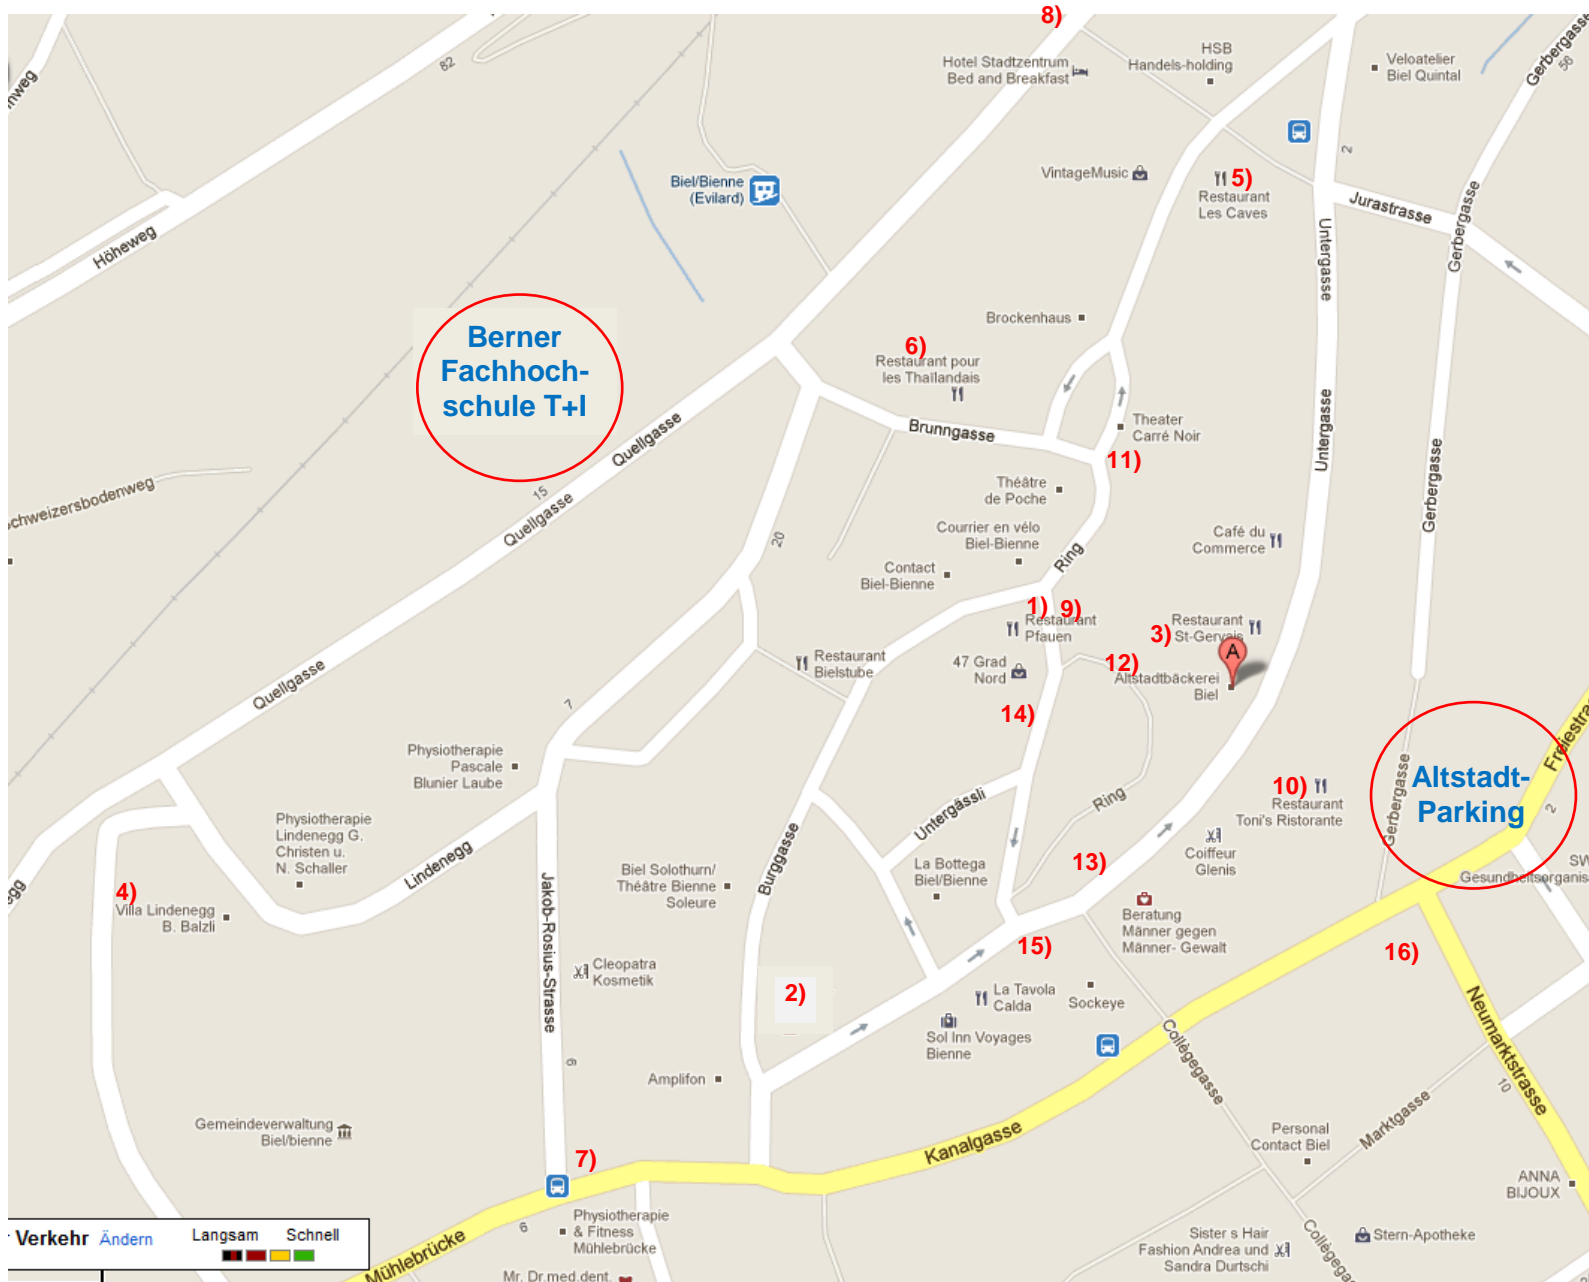 8)
Hotel Stadtzentrum
Bed and Breakfast
HSB
Handels-holding
Veloatelier
Biel Quintal
Gerbergasse
56
82
2
VintageMusic
5)
Restaurant
Les Caves
Biel/Bienne
(Evilard)
Jurastrasse
Gerbergasse
Höheweg
Untergasse
Brockenhaus
Berner
Fachhoch-
schule T+I
6)
Restaurant pour
les Thaïlandais
Quellgasse
Brunngasse
Theater
Carré Noir
11)
Untergasse
Gerbergasse
Schweizersbodenweg
15
Quellgasse
Théâtre
de Poche
Courrier en vélo
Biel-Bienne
20
Café du
Commerce
Ring
Contact
Biel-Bienne
1)
9)
Restaurant
Pfauen
3)
Restaurant
St-Gervais
A
12)
Altstadtbäckerei
Biel
Restaurant
Bielstube
47 Grad
Nord
14)
Quellgasse
7
Physiotherapie
Pascale
Blunier Laube
Untergässli
Ring
10)
Restaurant
Toni's Ristorante
Gerbergasse
Altstadt-
Parking
2
Physiotherapie
Lindenegg G.
Christen u.
N. Schaller
Lindenegg
Burggasse
Coiffeur
Glenis
13)
Biel Solothurn/
Théâtre Bienne
Soleure
La Bottega
Biel/Bienne
4)
Villa Lindenegg
B. Balzli
Jakob-Rosius-Strasse
Beratung
Männer gegen
Männer- Gewalt
15)
16)
Cleopatra
Kosmetik
2)
La Tavola
Calda
Sockeye
Sol Inn Voyages
Bienne
Collègegasse
Neumarktstrasse
10
6
Amplifon
Gemeindeverwaltung
Biel/bienne
Kanalgasse
Marktgasse
Personal
Contact Biel
7)
ANNA
BIJOUX
Physiotherapie
& Fitness
Mühlebrücke
6
Mühlebrücke
Mr. Dr.med.dent.
Sister s Hair
Fashion Andrea und
Sandra Durtschi
Stern-Apotheke
Verkehr Ändern
Langsam Schnell